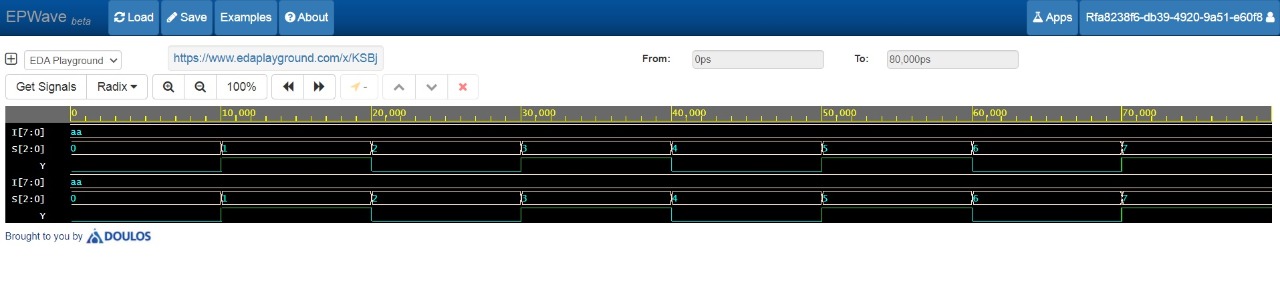 EPWave beta Load Save Examples About Apps Rfa8238f6-db39-4920-9a51-e60f8
EDA Playground https://www.edaplayground.com/x/KSBj From: 0ps To: 80,000ps
Get Signals Radix 100% -
0 10,000 20,000 30,000 40,000 50,000 60,000 70,000
I[7:0] aa
S[2:0] 0 1 2 3 4 5 6 7
Y
I[7:0] aa
S[2:0] 0 1 2 3 4 5 6 7
Y
Brought to you by DOULOS